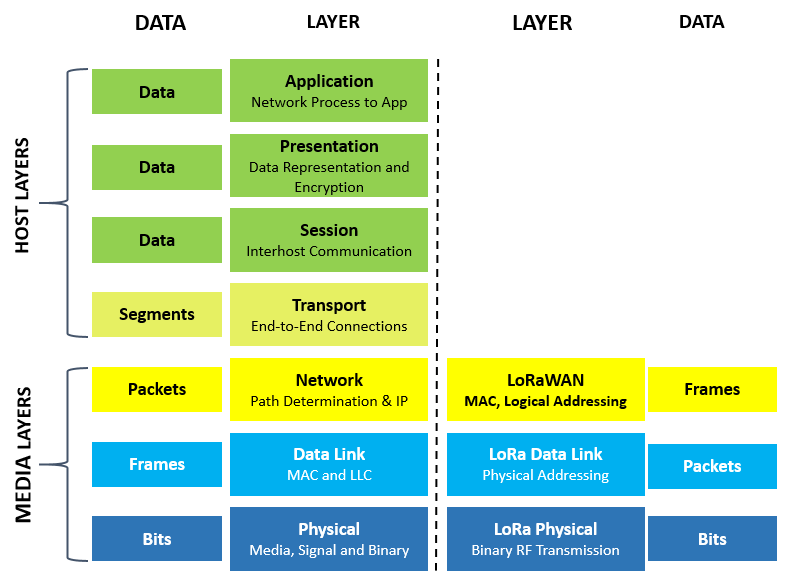 DATA LAYER LAYER DATA
HOST LAYERS
Data
Application
Network Process to App
Data
Presentation
Data Representation and
Encryption
Data
Session
Interhost Communication
Segments
Transport
End-to-End Connections
MEDIA LAYERS
Packets
Network
Path Determination & IP
LoRaWAN
MAC, Logical Addressing
Frames
Frames
Data Link
MAC and LLC
LoRa Data Link
Physical Addressing
Packets
Bits
Physical
Media, Signal and Binary
LoRa Physical
Binary RF Transmission
Bits